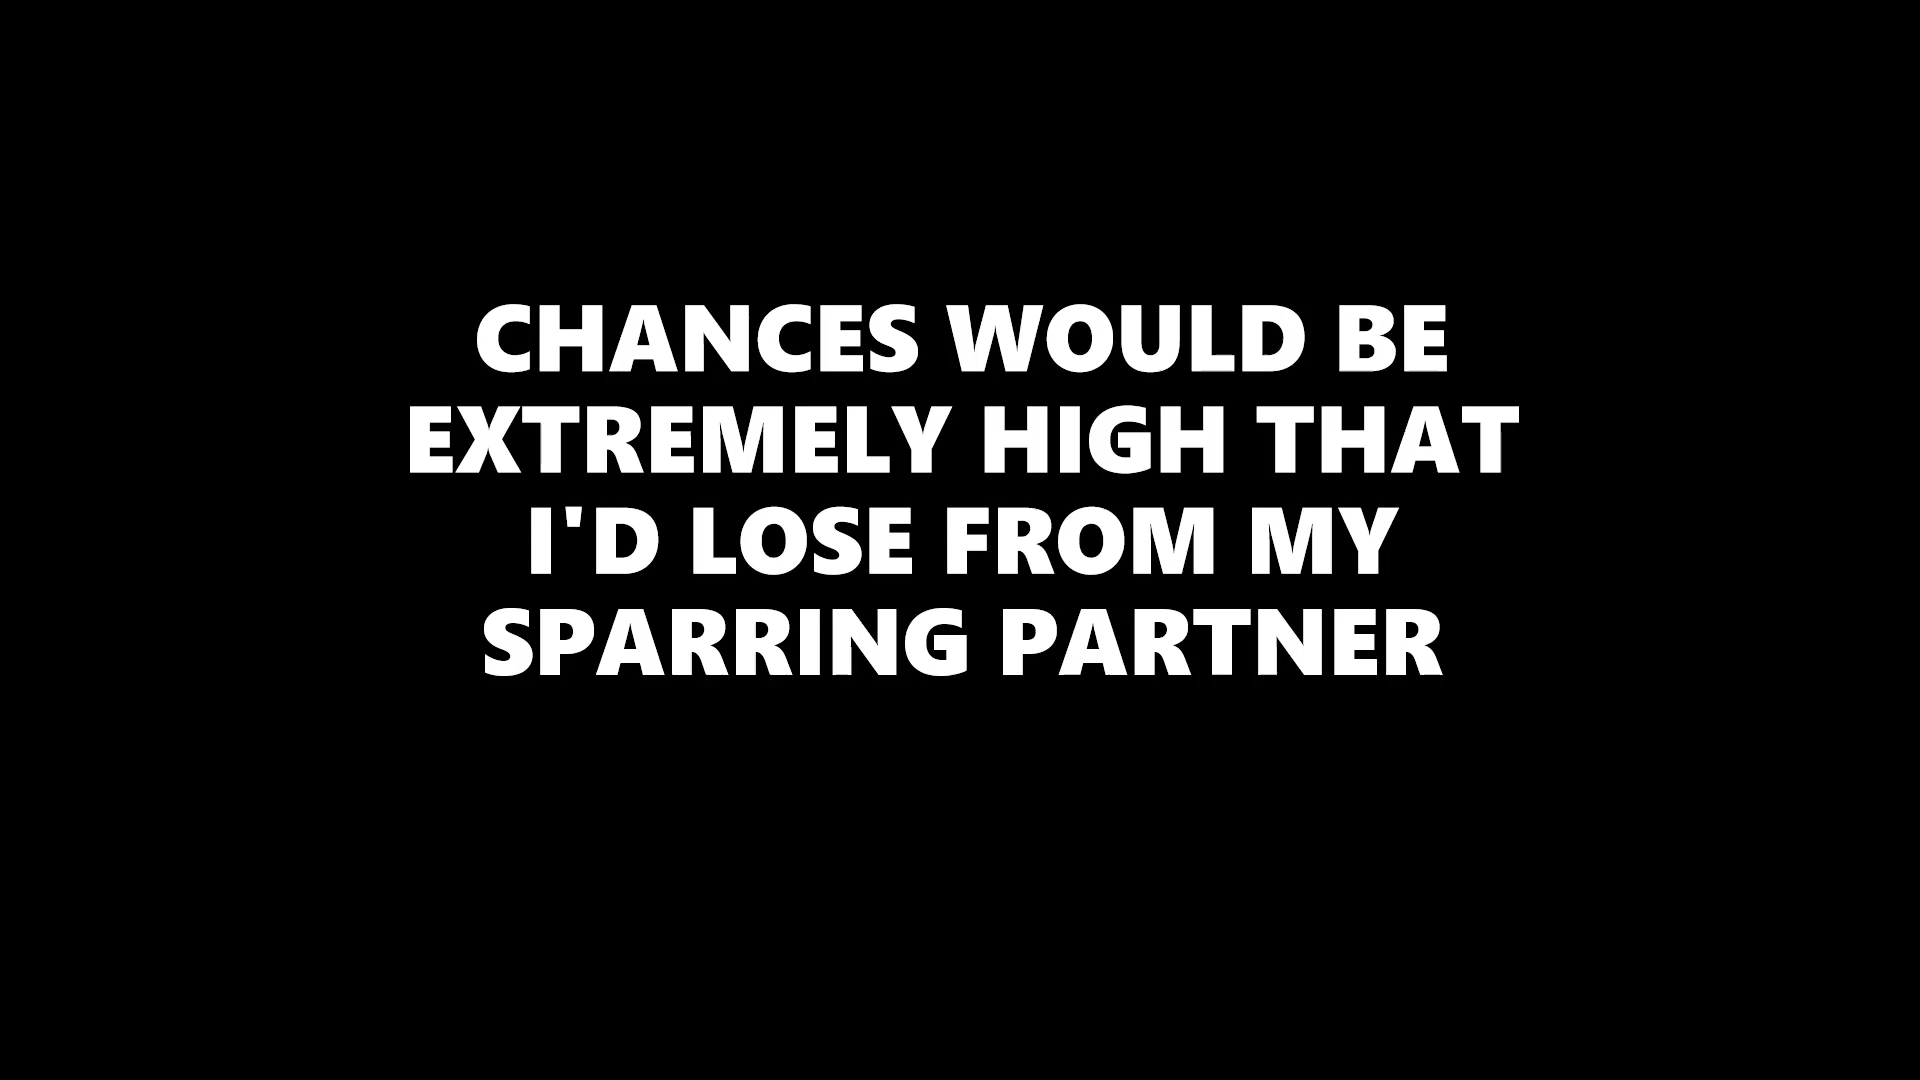 CHANCES WOULD BE
EXTREMELY HIGH THAT
I'D LOSE FROM MY
SPARRING PARTNER